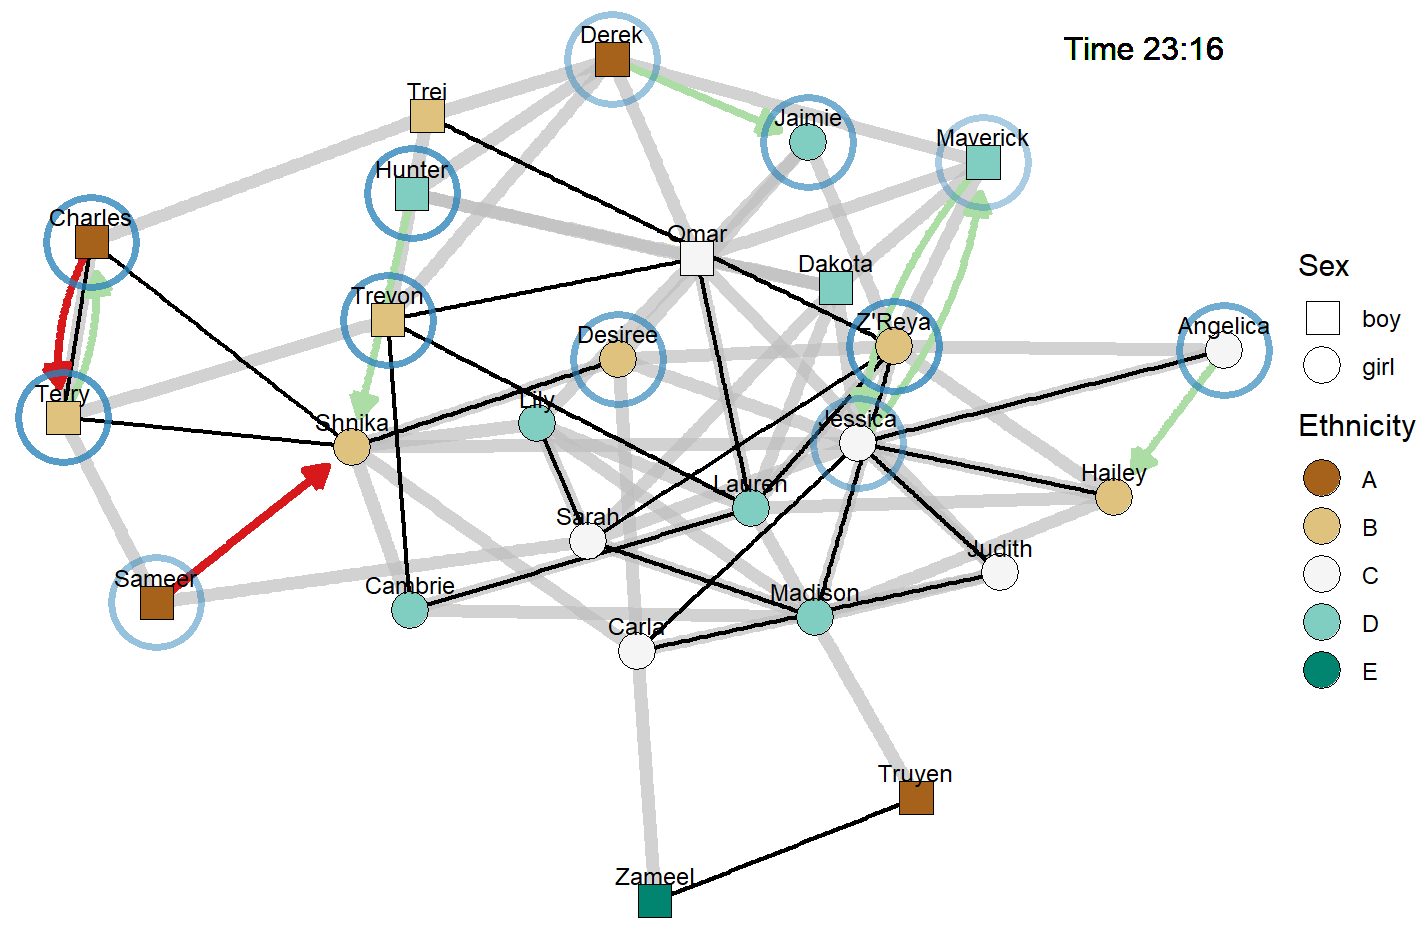 Derek
Time 23:16
Trei
Jaimie
Maverick
Hunter
Charles
Omar
Dakota
Sex
Trevon
Z'Reya
Angelica
boy
Desiree
girl
Terry
Lily
Shnika
Jessica
Ethnicity
Hailey
A
Lauren
Sarah
B
Judith
Sameer
Cambrie
Madison
C
Carla
D
E
Truyen
Zameel